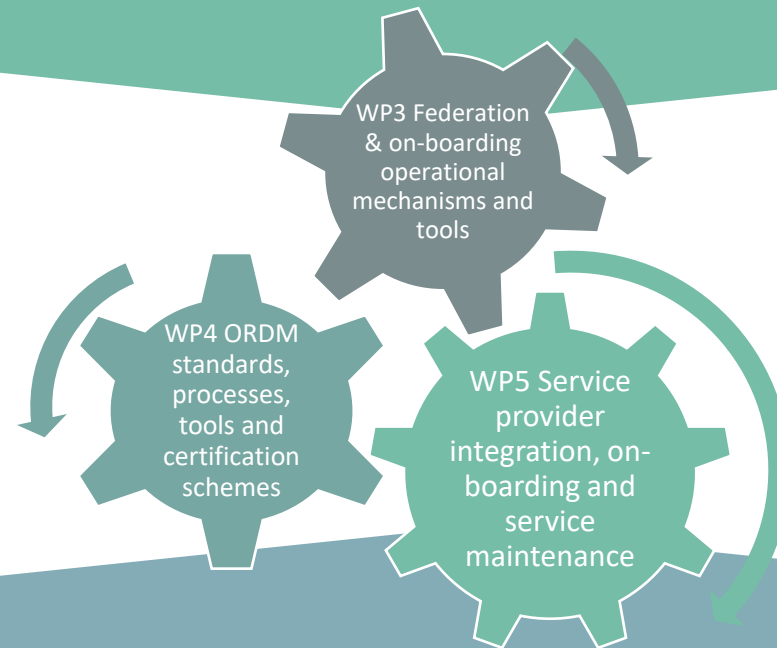 WP3 Federation
& on-boarding
operational
mechanisms and
tools
WP4 ORDM
standards,
processes,
tools and
certification
schemes
WP5 Service
provider
integration, on-
boarding and
service
maintenance